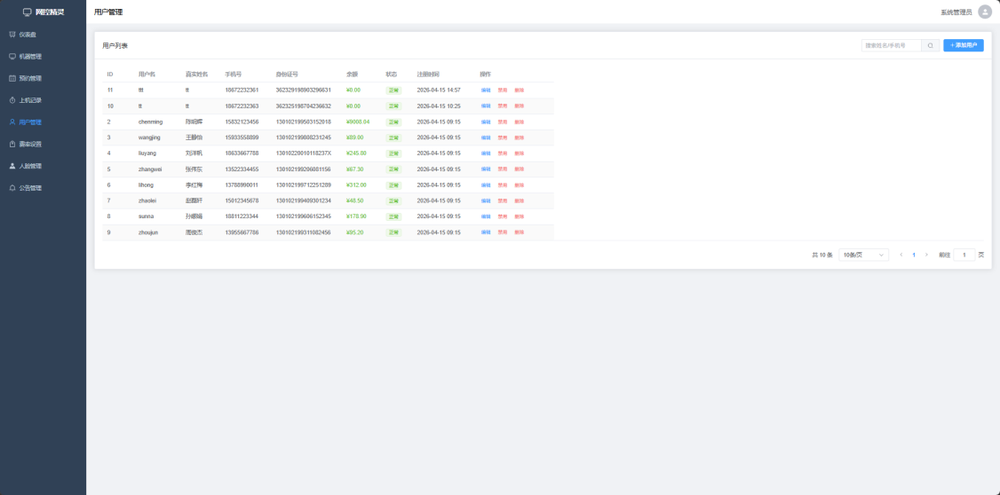 网控精灵
用户管理
系统管理员
仪表盘
机器管理
预约管理
上机记录
用户管理
费率设置
人脸管理
公告管理
用户列表
搜索姓名/手机号
+ 添加用户
ID 用户名 真实姓名 手机号 身份证号 余额 状态 注册时间 操作
11 ttt tt 18672232361 362329198903296631 ¥0.00 正常 2026-04-15 14:57 编辑 禁用 删除
10 tt tt 18672232363 362325198704236632 ¥0.00 正常 2026-04-15 10:25 编辑 禁用 删除
2 chenming 陈明辉 15832123456 130102199503152018 ¥9000.04 正常 2026-04-15 09:15 编辑 禁用 删除
3 wangjing 王静怡 15933558899 130102199808231245 ¥89.00 正常 2026-04-15 09:15 编辑 禁用 删除
4 liuyang 刘洋帆 18633667788 13010220010118237X ¥245.80 正常 2026-04-15 09:15 编辑 禁用 删除
5 zhangwei 张伟东 13522334455 130102199206081156 ¥67.30 正常 2026-04-15 09:15 编辑 禁用 删除
6 lihong 李红梅 13788990011 130102199712251289 ¥312.00 正常 2026-04-15 09:15 编辑 禁用 删除
7 zhaolei 赵磊轩 15012345678 130102199409301234 ¥48.50 正常 2026-04-15 09:15 编辑 禁用 删除
8 sunna 孙娜娟 18811223344 130102199606152345 ¥178.90 正常 2026-04-15 09:15 编辑 禁用 删除
9 zhoujun 周俊杰 13955667786 130102199311082456 ¥95.20 正常 2026-04-15 09:15 编辑 禁用 删除
共 10 条 10条/页 1 前往 1 页